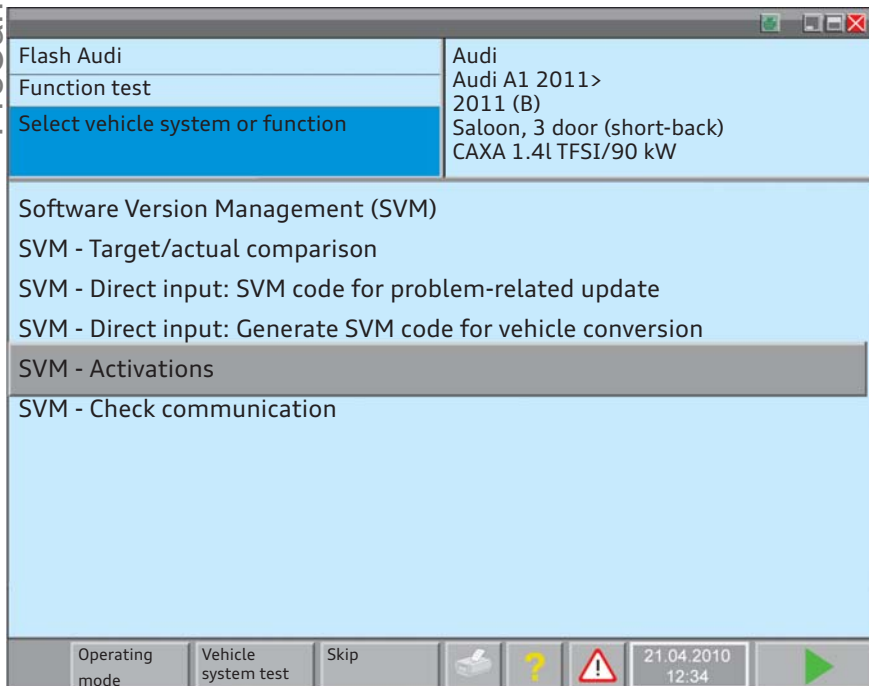 Flash Audi
Function test
Select vehicle system or function
Audi
Audi A1 2011>
2011 (B)
Saloon, 3 door (short-back)
CAXA 1.4l TFSI/90 kW
Software Version Management (SVM)
SVM - Target/actual comparison
SVM - Direct input: SVM code for problem-related update
SVM - Direct input: Generate SVM code for vehicle conversion
SVM - Activations
SVM - Check communication
Operating
mode
Vehicle
system test
Skip
?
21.04.2010
12:34